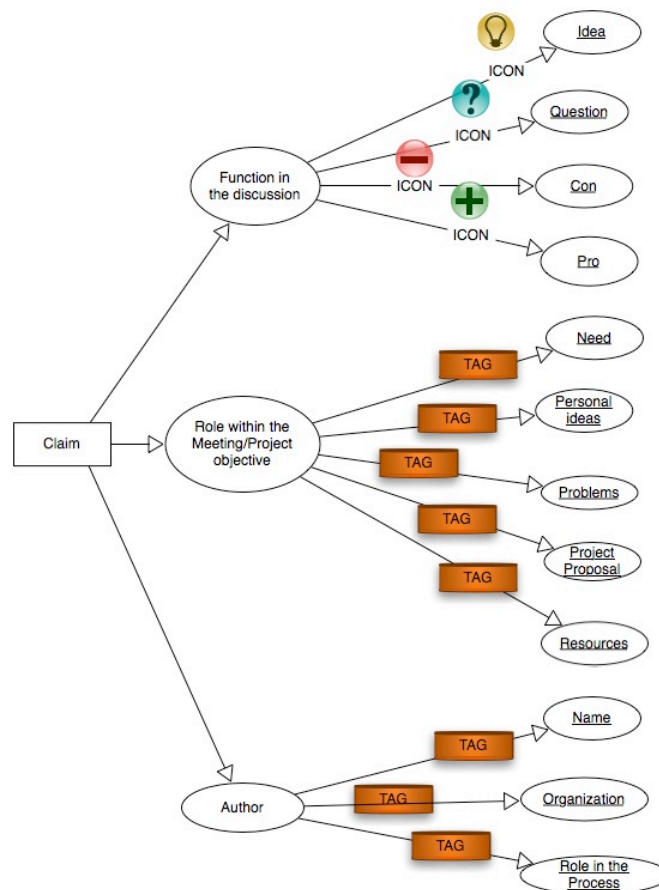 Idea
ICON
?
Question
ICON
Function in
the discussion
Con
ICON
Pro
ICON
Need
TAG
Personal
ideas
TAG
Claim
Role within the
Meeting/Project
objective
TAG
Problems
TAG
Project
Proposal
TAG
Resources
Name
TAG
Author
TAG
Organization
TAG
Role in the
Process